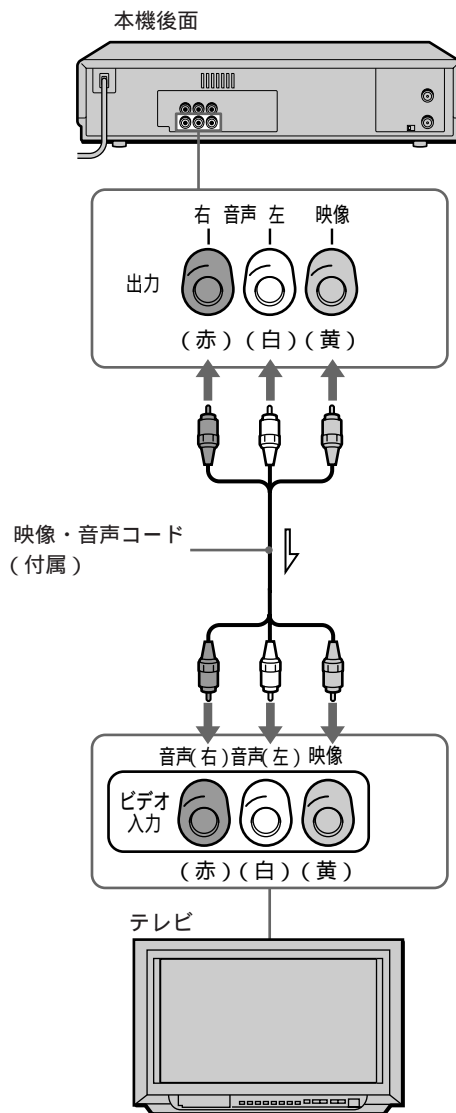 本機後面
右 音声 左 映像
出力
(赤)(白)(黄)
映像・音声コード
(付属)
音声(右)音声(左) 映像
ビデオ
入力
(赤)(白)(黄)
テレビ